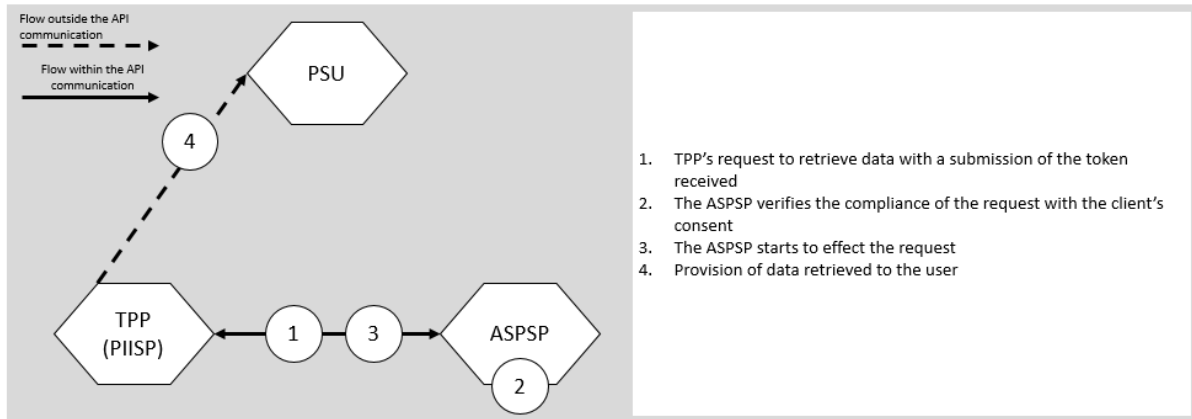 Flow outside the API
communication
Flow within the API
communication
PSU
4
TPP
(PIISP)
1
3
ASPSP
2
1. TPP's request to retrieve data with a submission of the token
received
2. The ASPSP verifies the compliance of the request with the client's
consent
3. The ASPSP starts to effect the request
4. Provision of data retrieved to the user